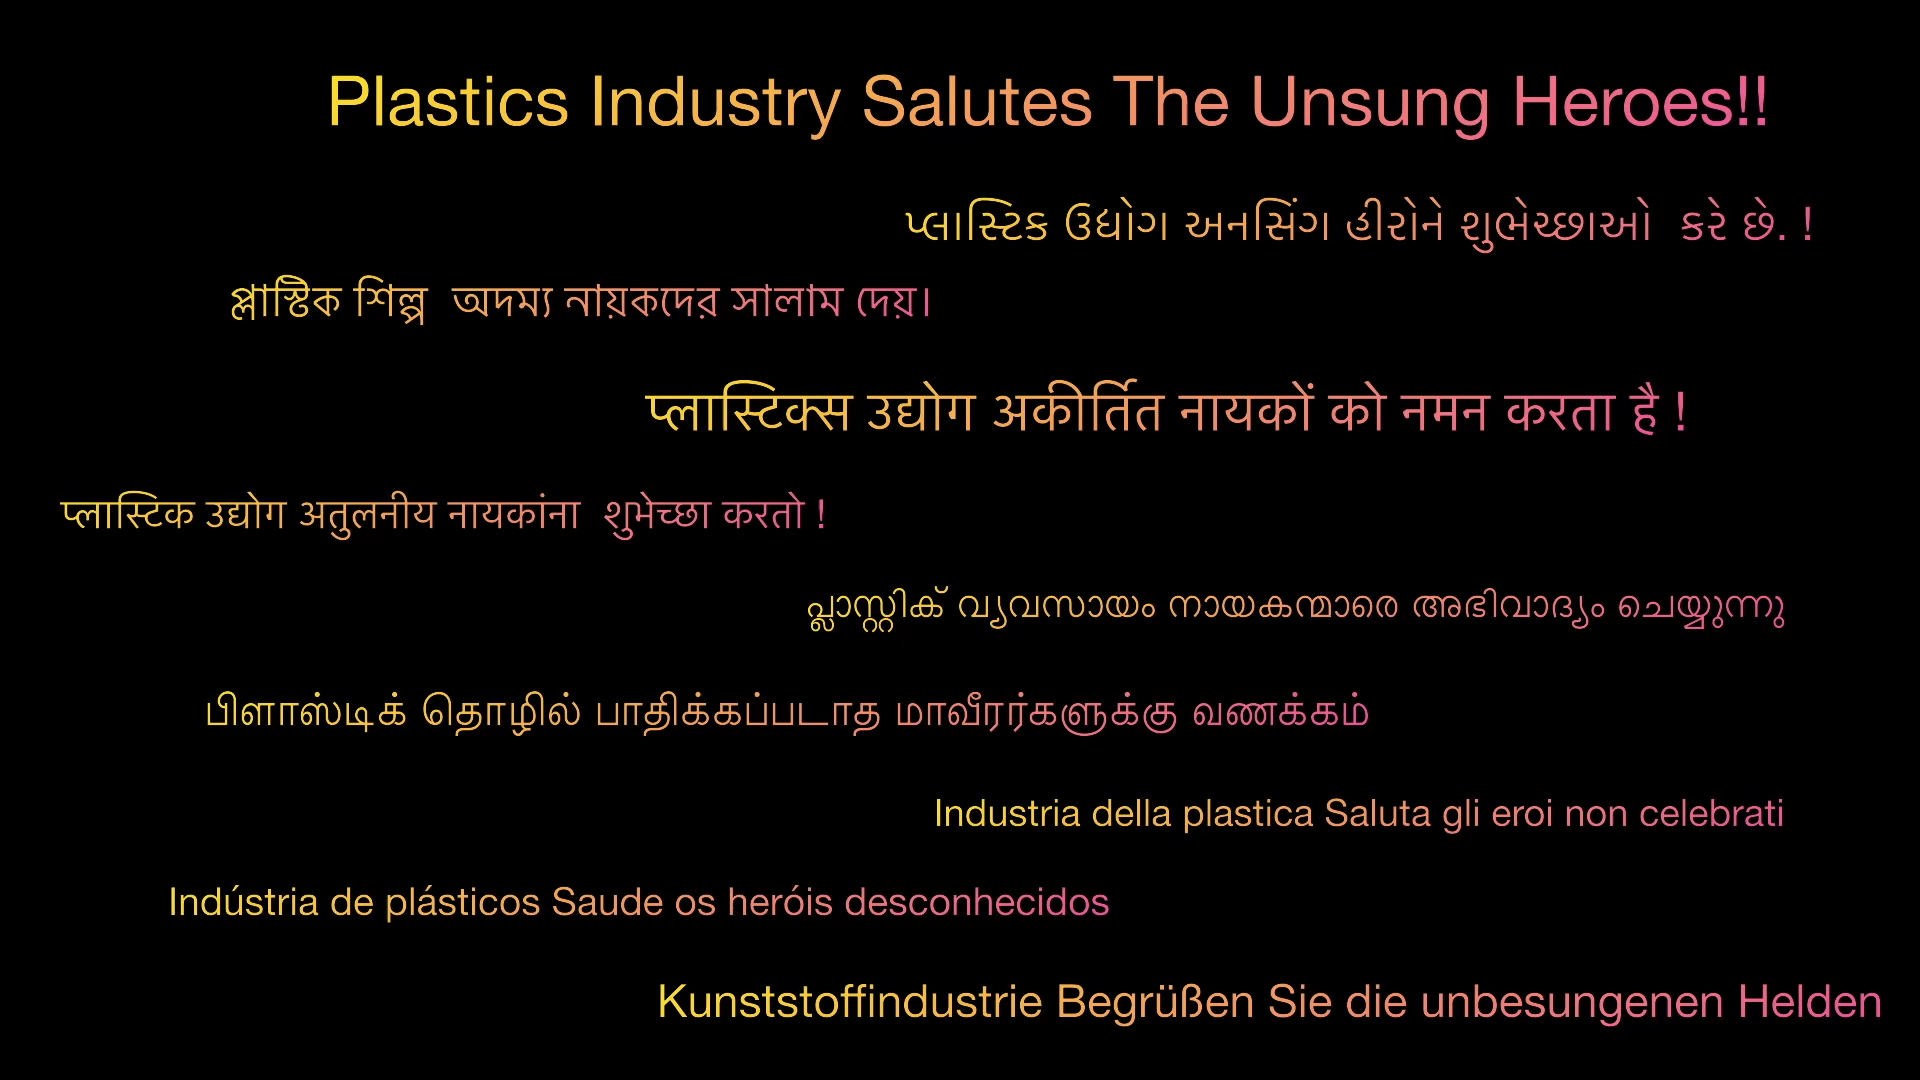 Plastics Industry Salutes The Unsung Heroes!!
પ્લાસ્ટિક ઉદ્યોગ અનસિંગ હીરોને શુભેચ્છાઓ કરે છે. !
প্লাস্টিক শিল্প অদম্য নায়কদের সালাম দেয়।
प्लास्टिक्स उद्योग अकीर्तित नायकों को नमन करता है !
प्लास्टिक उद्योग अतुलनीय नायकांना शुभेच्छा करतो !
പ്ലാസ്റ്റിക് വ്യവസായം നായകന്മാരെ അഭിവാദ്യം ചെയ്യുന്നു
பிளாஸ்டிக் தொழில் பாதிக்கப்படாத மாவீரர்களுக்கு வணக்கம்
Industria della plastica Saluta gli eroi non celebrati
Indústria de plásticos Saude os heróis desconhecidos
Kunststoffindustrie Begrüßen Sie die unbesungenen Helden